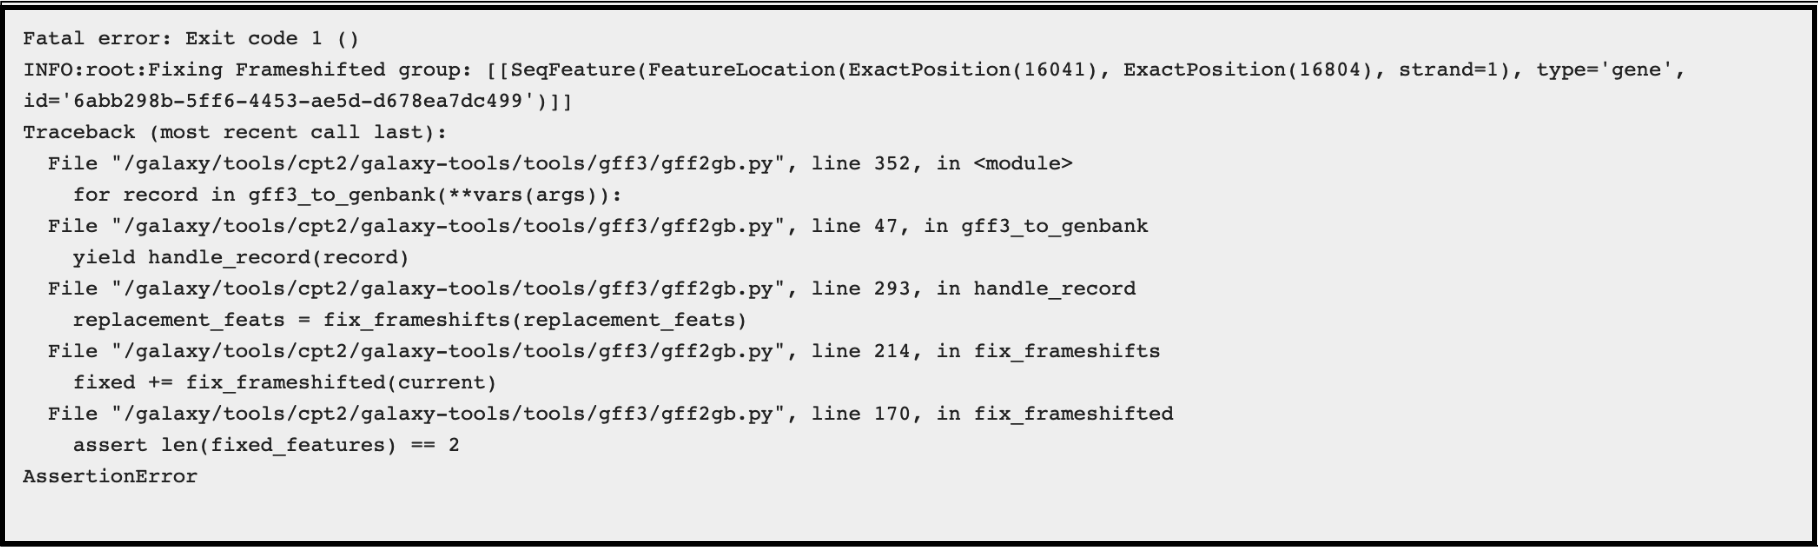 Fatal error: Exit code 1 ()
INFO:root:Fixing Frameshifted group: [[SeqFeature(FeatureLocation(ExactPosition(16041), ExactPosition(16804), strand=1), type='gene',
id='6abb298b-5ff6-4453-ae5d-d678ea7dc499')]]
Traceback (most recent call last):
  File "/galaxy/tools/cpt2/galaxy-tools/tools/gff3/gff2gb.py", line 352, in <module>
    for record in gff3_to_genbank(**vars(args)):
  File "/galaxy/tools/cpt2/galaxy-tools/tools/gff3/gff2gb.py", line 47, in gff3_to_genbank
    yield handle_record(record)
  File "/galaxy/tools/cpt2/galaxy-tools/tools/gff3/gff2gb.py", line 293, in handle_record
    replacement_feats = fix_frameshifts(replacement_feats)
  File "/galaxy/tools/cpt2/galaxy-tools/tools/gff3/gff2gb.py", line 214, in fix_frameshifts
    fixed += fix_frameshifted(current)
  File "/galaxy/tools/cpt2/galaxy-tools/tools/gff3/gff2gb.py", line 170, in fix_frameshifted
    assert len(fixed_features) == 2
AssertionError